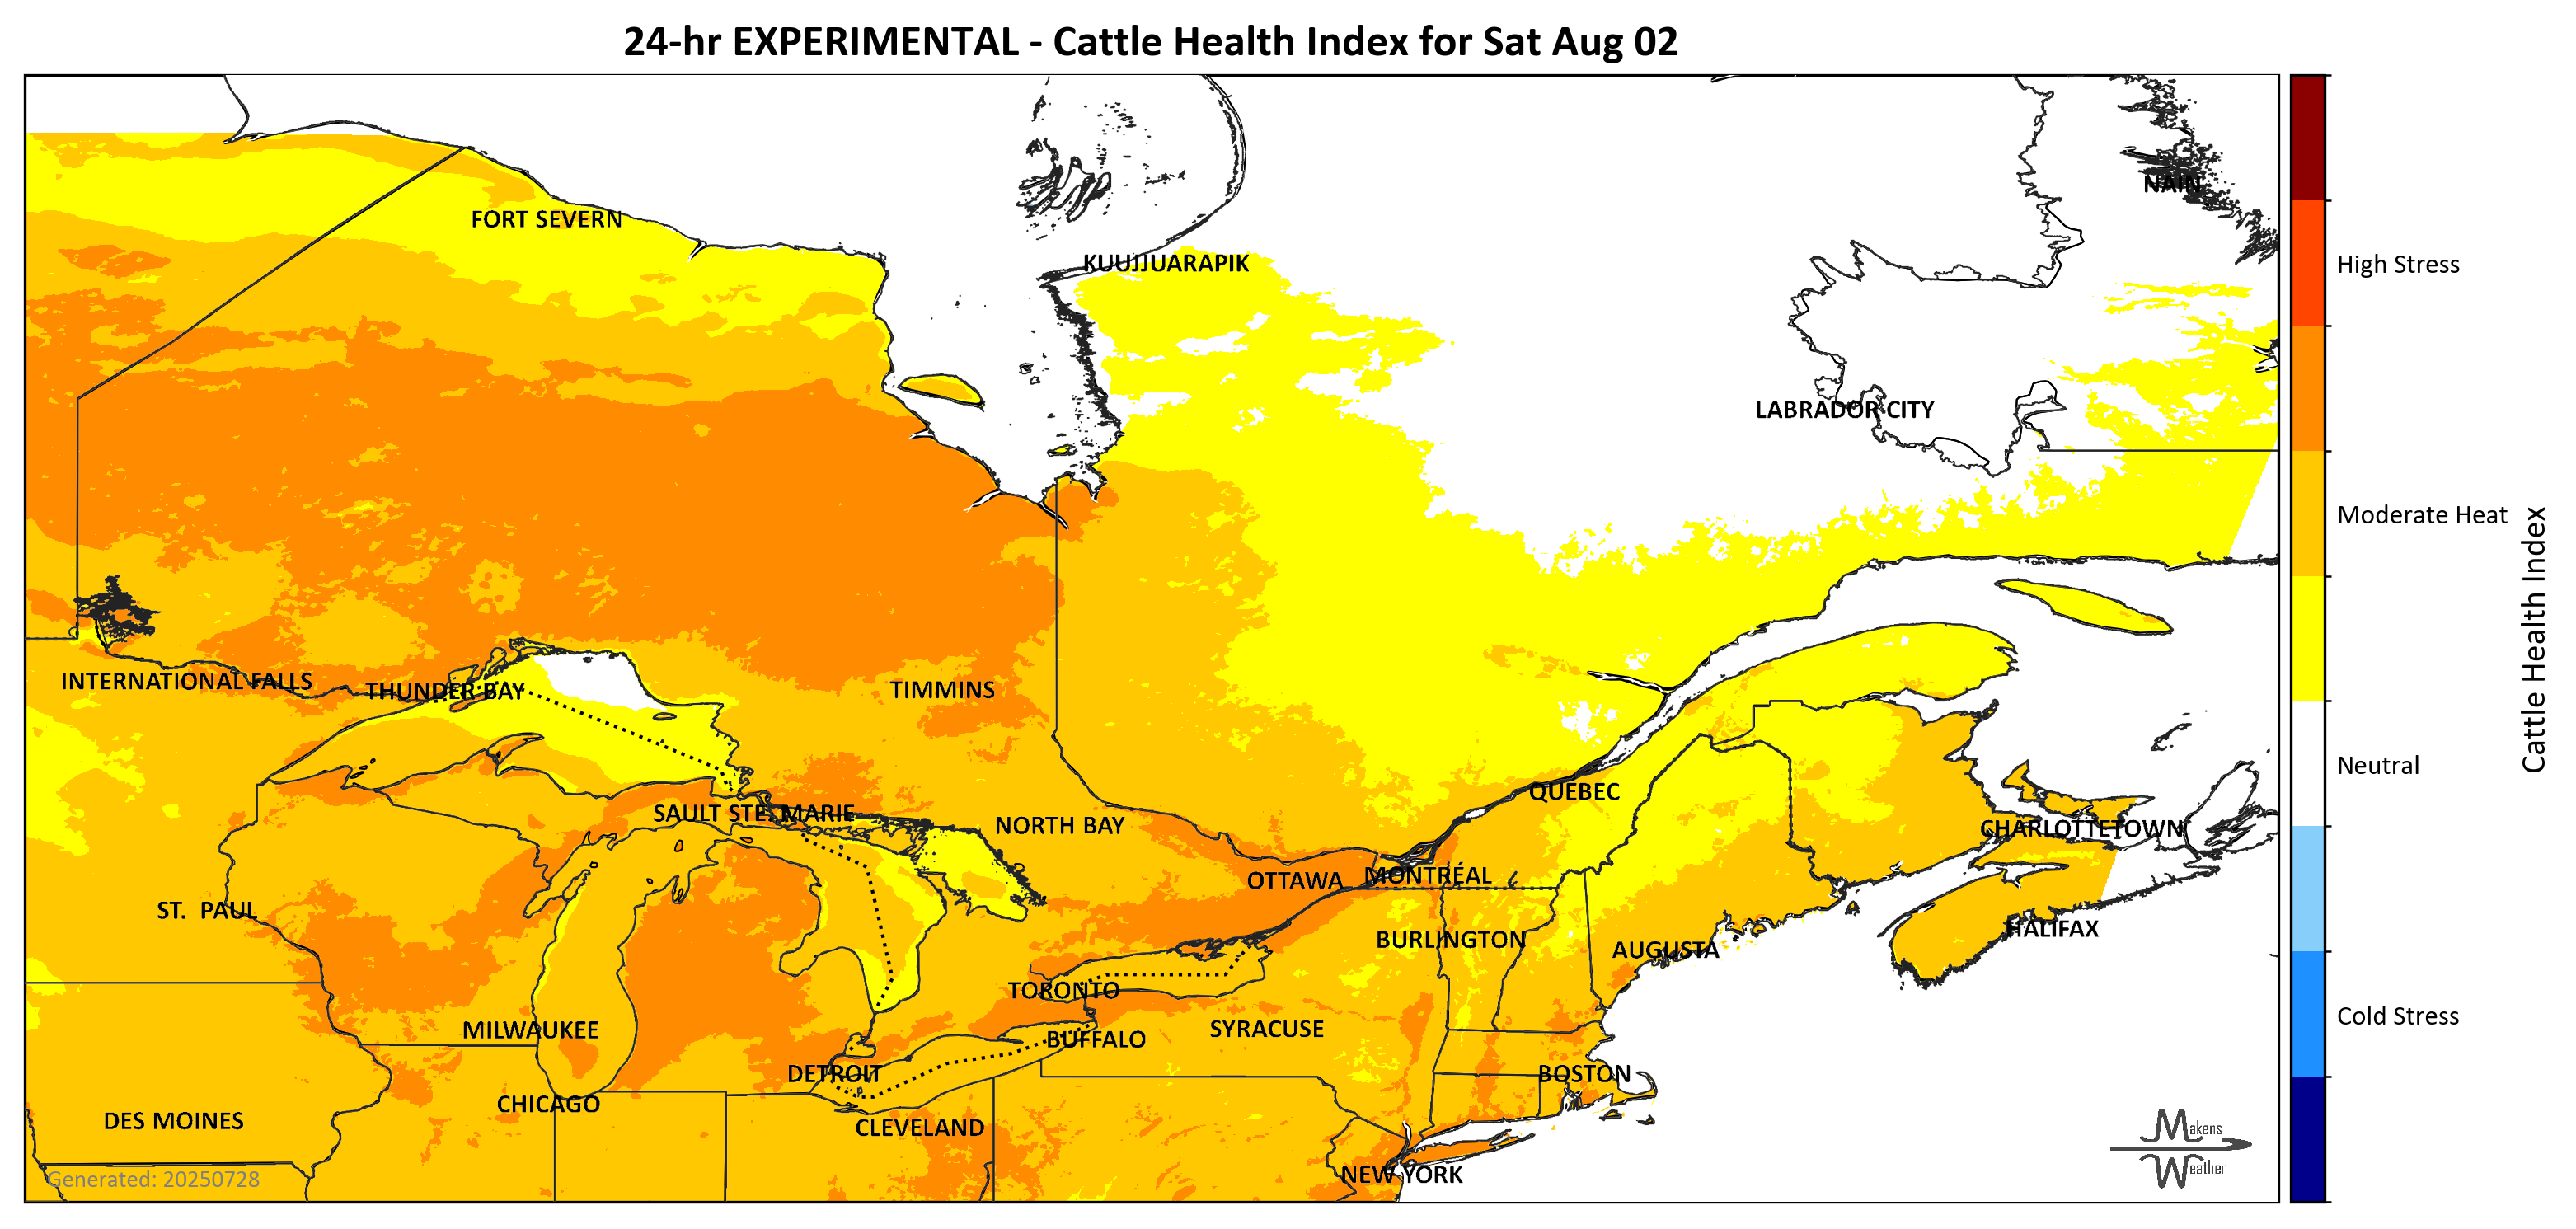 24-hr EXPERIMENTAL - Cattle Health Index for Sat Aug 02
NAIN
FORT SEVERN
KUUJJUARAPIK
High Stress
LABRADOR CITY
Moderate Heat
Cattle Health Index
INTERNATIONAL FALLS
THUNDER BAY
TIMMINS
Neutral
QUEBEC
SAULT STE. MARIE
NORTH BAY
CHARLOTTETOWN
OTTAWA
MONTRÉAL
ST. PAUL
HALIFAX
BURLINGTON
AUGUSTA
TORONTO
Cold Stress
MILWAUKEE
SYRACUSE
BUFFALO
DETROIT
BOSTON
CHICAGO
DES MOINES
CLEVELAND
Makens
Weather
NEW YORK
Generated: 20250728